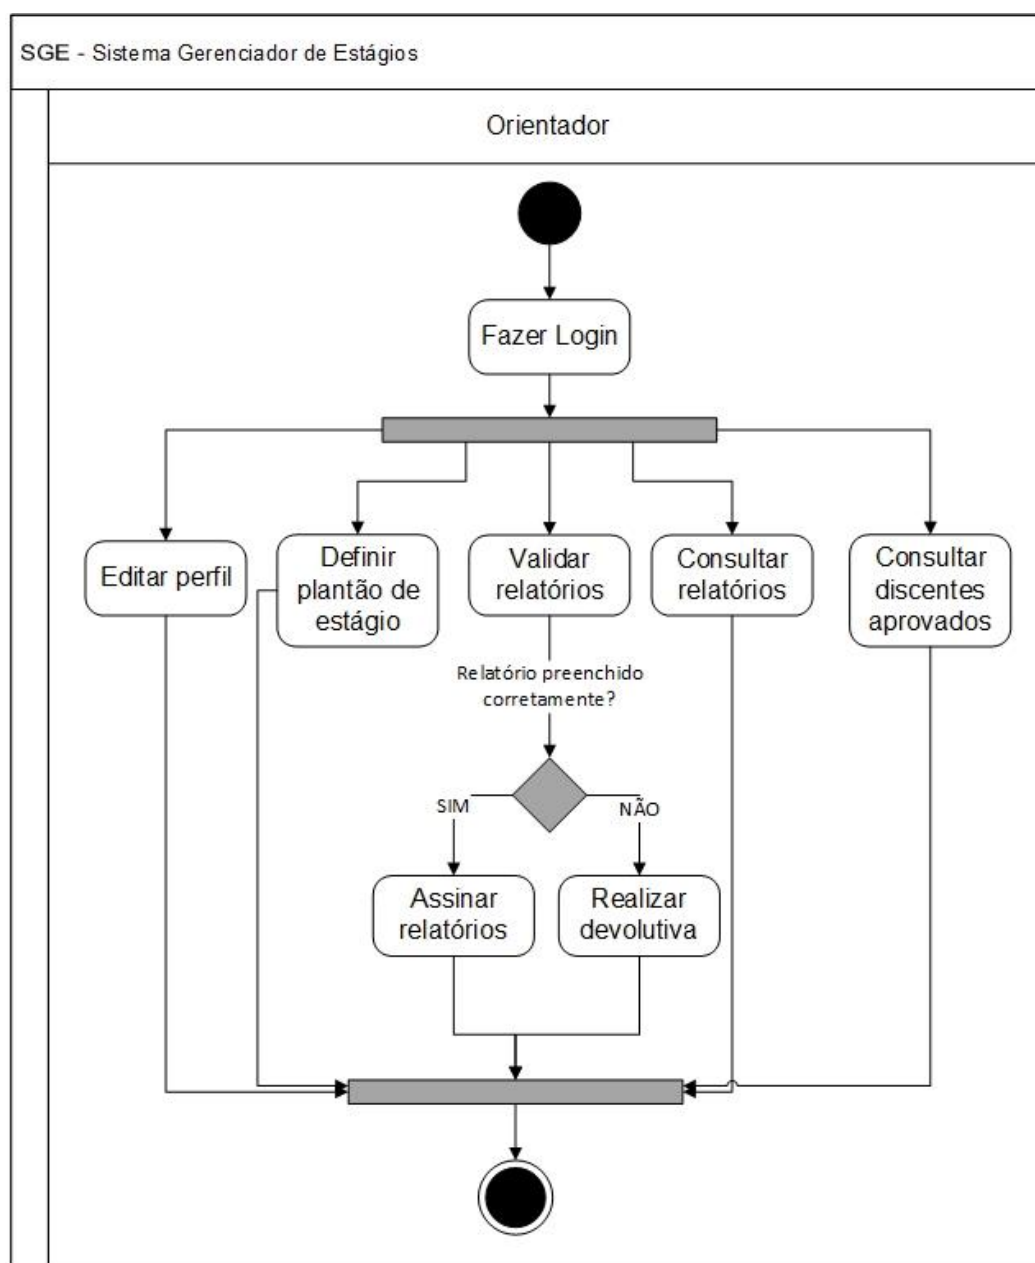 SGE - Sistema Gerenciador de Estágios
Orientador
Fazer Login
Editar perfil
Definir
plantão de
estágio
Validar
relatórios
Consultar
relatórios
Consultar
discentes
aprovados
Relatório preenchido
corretamente?
SIM
NÃO
Assinar
relatórios
Realizar
devolutiva